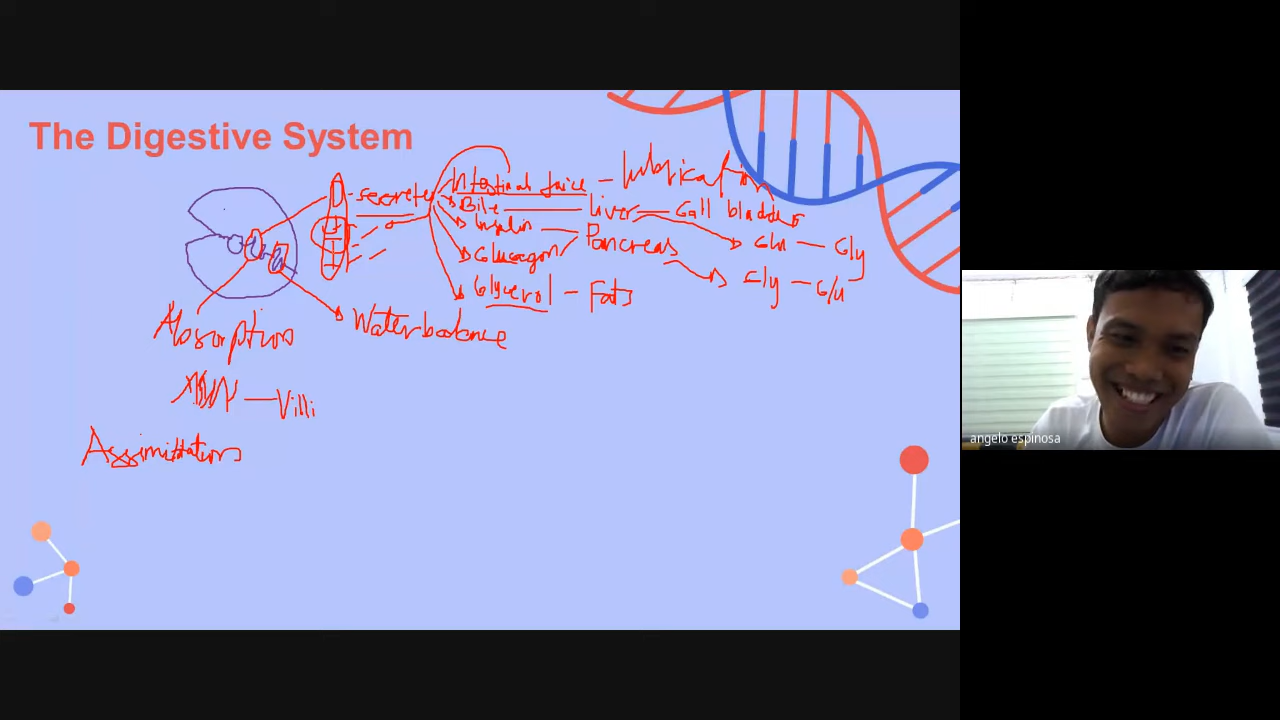 The Digestive System
secretes Intestinal Juice - lubrication
Bile Liver Gall bladder
Insulin Pancreas Glu - Gly
Glucagon Gly - Glu
Glycerol - Fats
Absorption Water balance
Villi
Assimilation
angelo espinosa